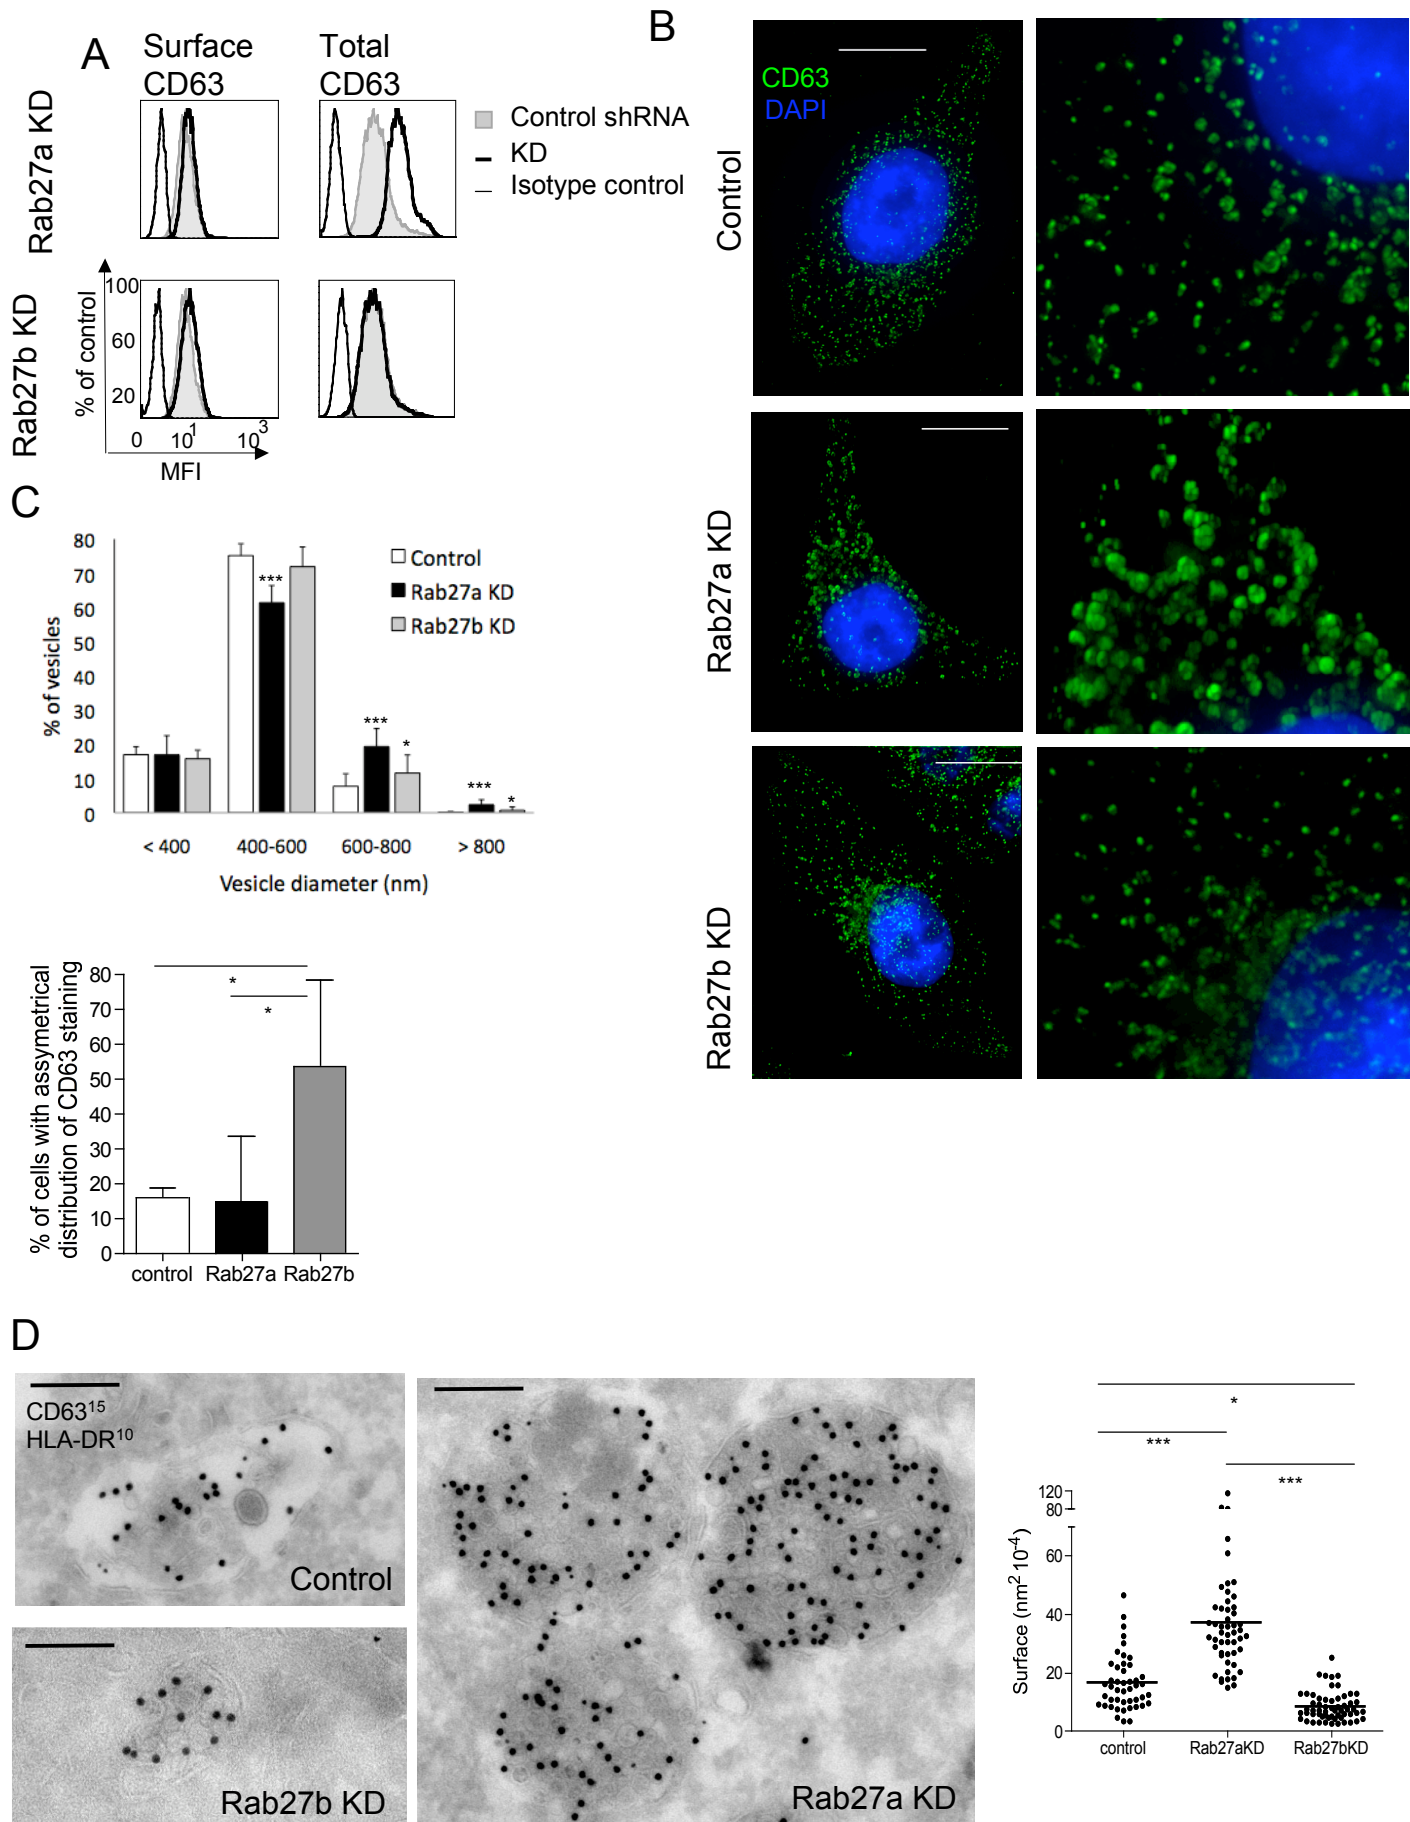 A
Surface
CD63
Total
CD63
Rab27a KD
Control shRNA
KD
Isotype control
Rab27b KD
% of control
100
60
20
0
10^1
10^3
MFI
B
CD63
DAPI
Control
Rab27a KD
Rab27b KD
C
80
70
60
50
40
30
20
10
0
% of vesicles
Control
Rab27a KD
Rab27b KD
***
***
*
***
*
< 400
400-600
600-800
> 800
Vesicle diameter (nm)
% of cells with assymetrical
distribution of CD63 staining
80
70
60
50
40
30
20
10
0
*
*
control
Rab27a
Rab27b
D
CD63^15
HLA-DR^10
Control
Rab27b KD
Rab27a KD
*
***
***
Surface (nm^2 10^-4)
120
80
60
40
20
0
control
Rab27aKD
Rab27bKD